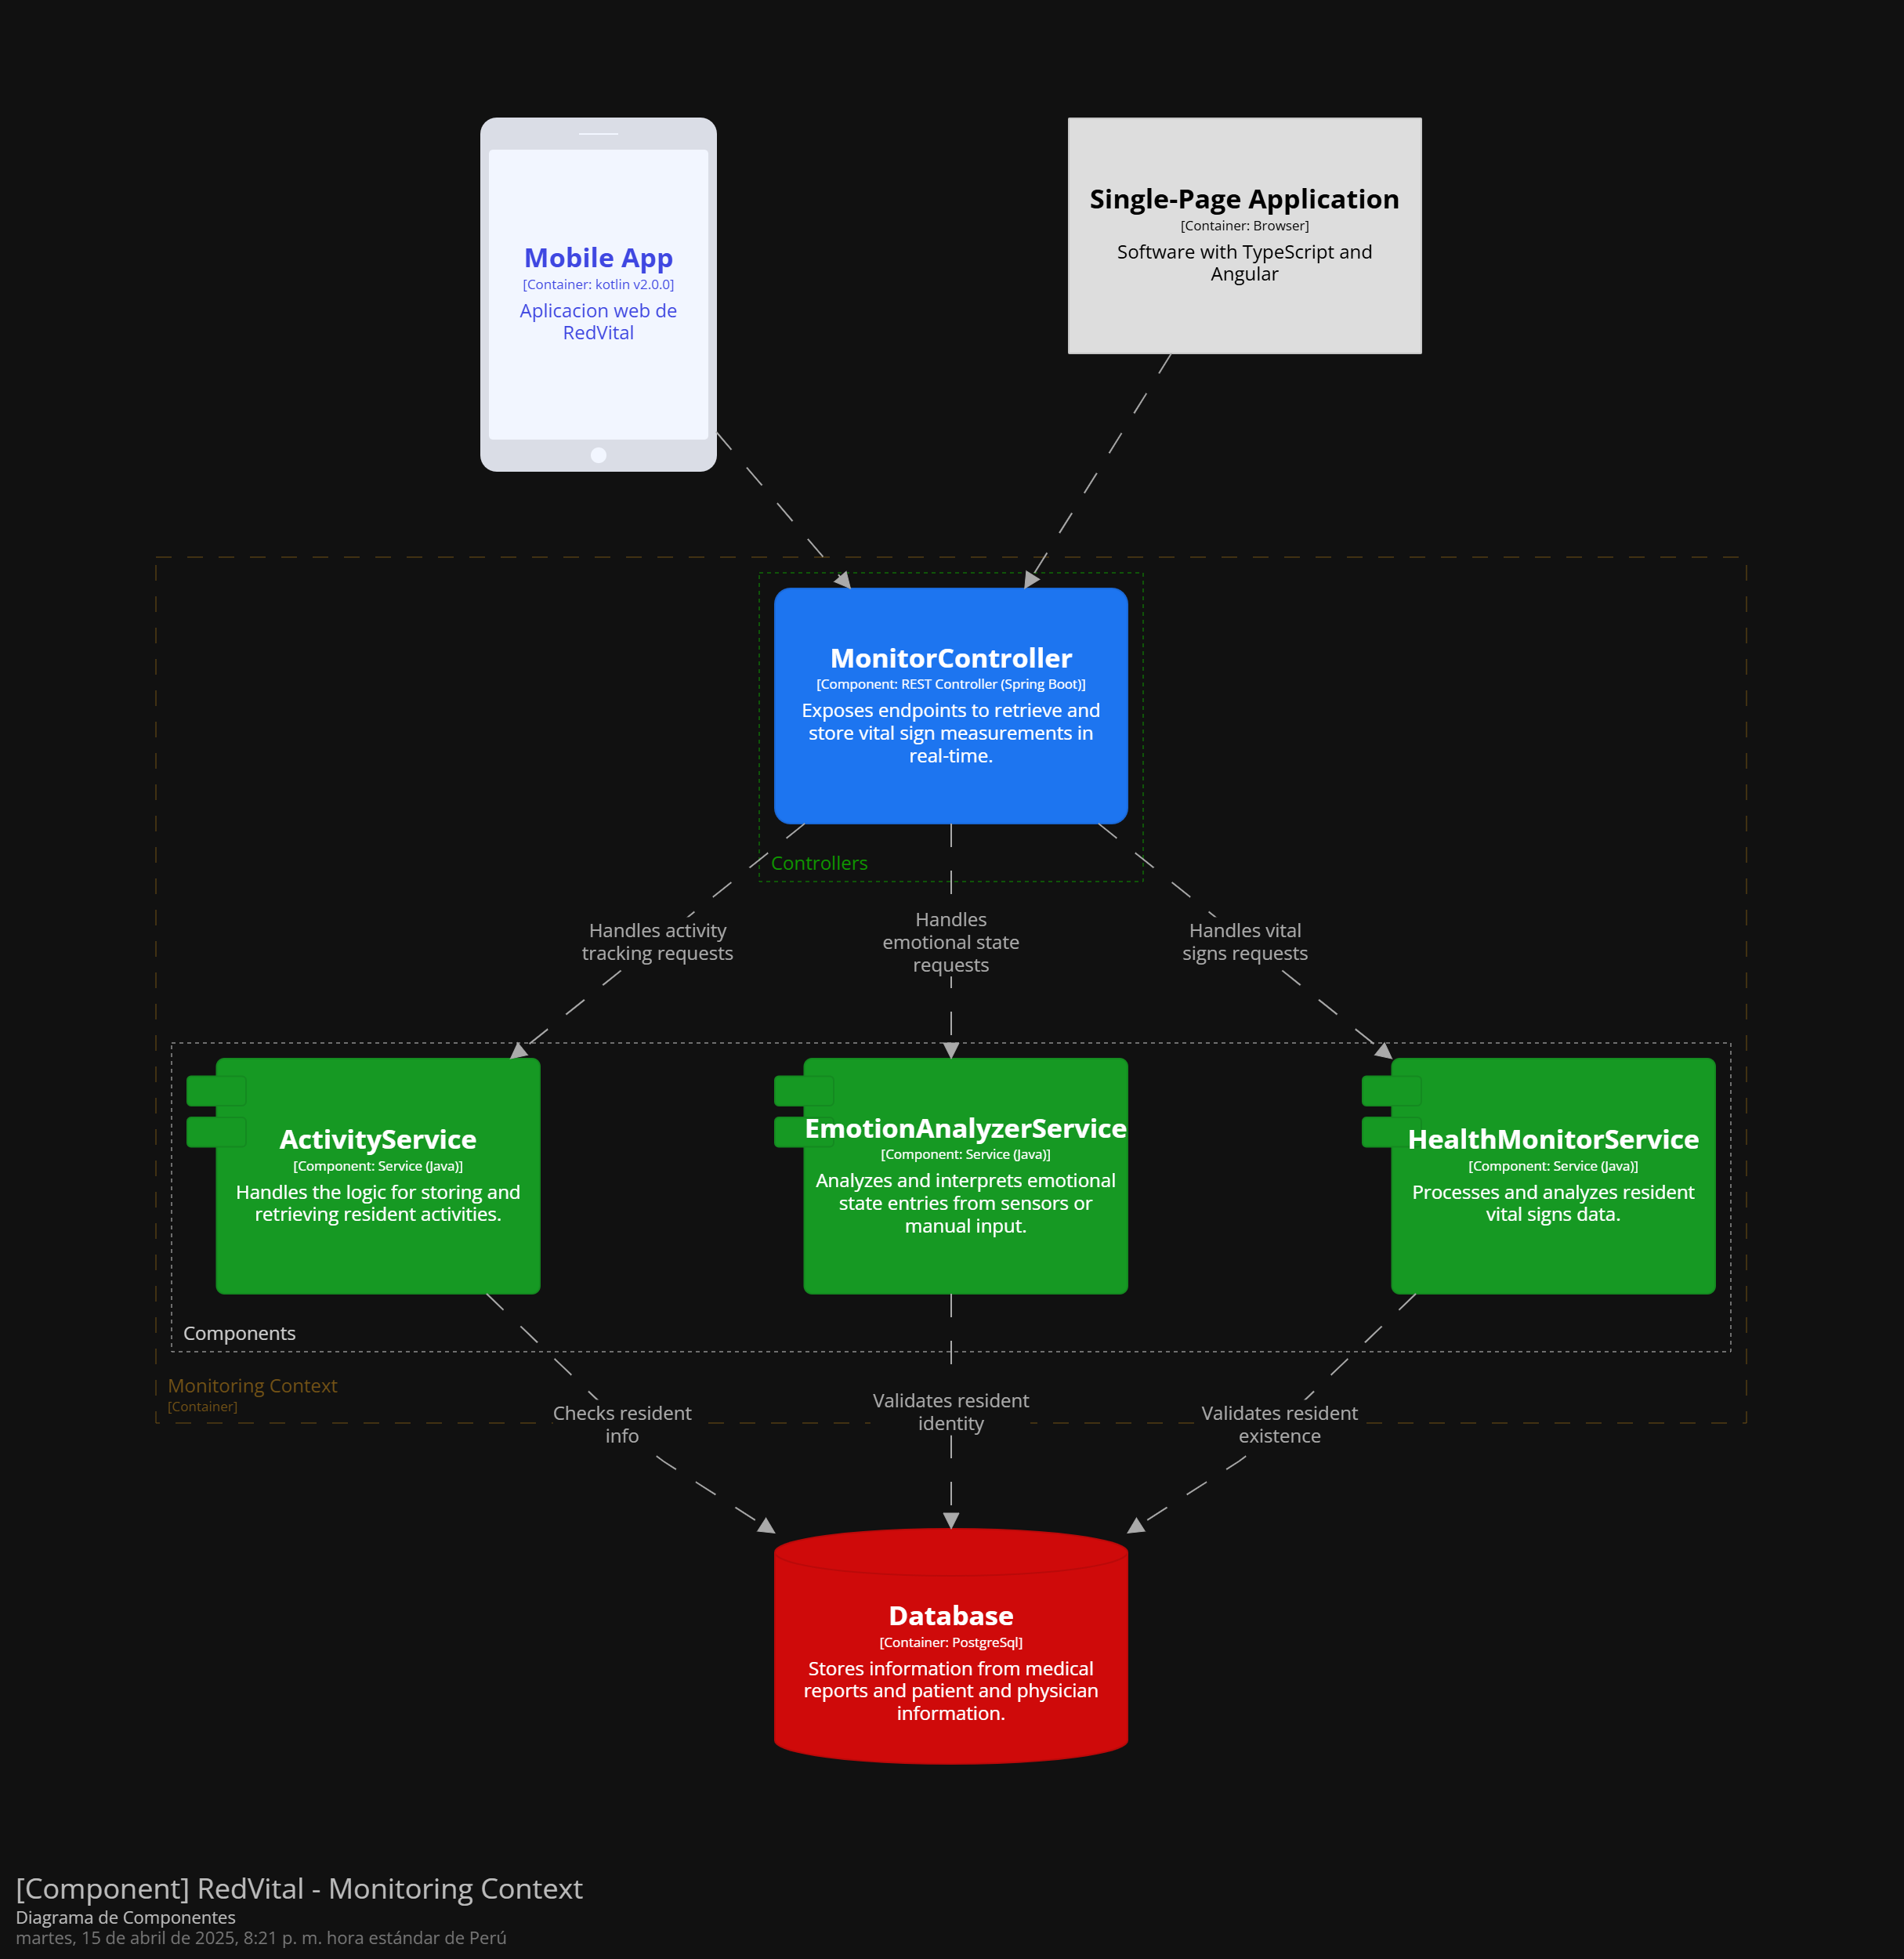 Mobile App
[Container: kotlin v2.0.0]
Aplicacion web de
RedVital
Single-Page Application
[Container: Browser]
Software with TypeScript and
Angular
MonitorController
[Component: REST Controller (Spring Boot)]
Exposes endpoints to retrieve and
store vital sign measurements in
real-time.
Controllers
Handles activity
tracking requests
Handles
emotional state
requests
Handles vital
signs requests
ActivityService
[Component: Service (Java)]
Handles the logic for storing and
retrieving resident activities.
EmotionAnalyzerService
[Component: Service (Java)]
Analyzes and interprets emotional
state entries from sensors or
manual input.
HealthMonitorService
[Component: Service (Java)]
Processes and analyzes resident
vital signs data.
Components
Monitoring Context
[Container]
Checks resident
info
Validates resident
identity
Validates resident
existence
Database
[Container: PostgreSql]
Stores information from medical
reports and patient and physician
information.
[Component] RedVital - Monitoring Context
Diagrama de Componentes
martes, 15 de abril de 2025, 8:21 p. m. hora estándar de Perú